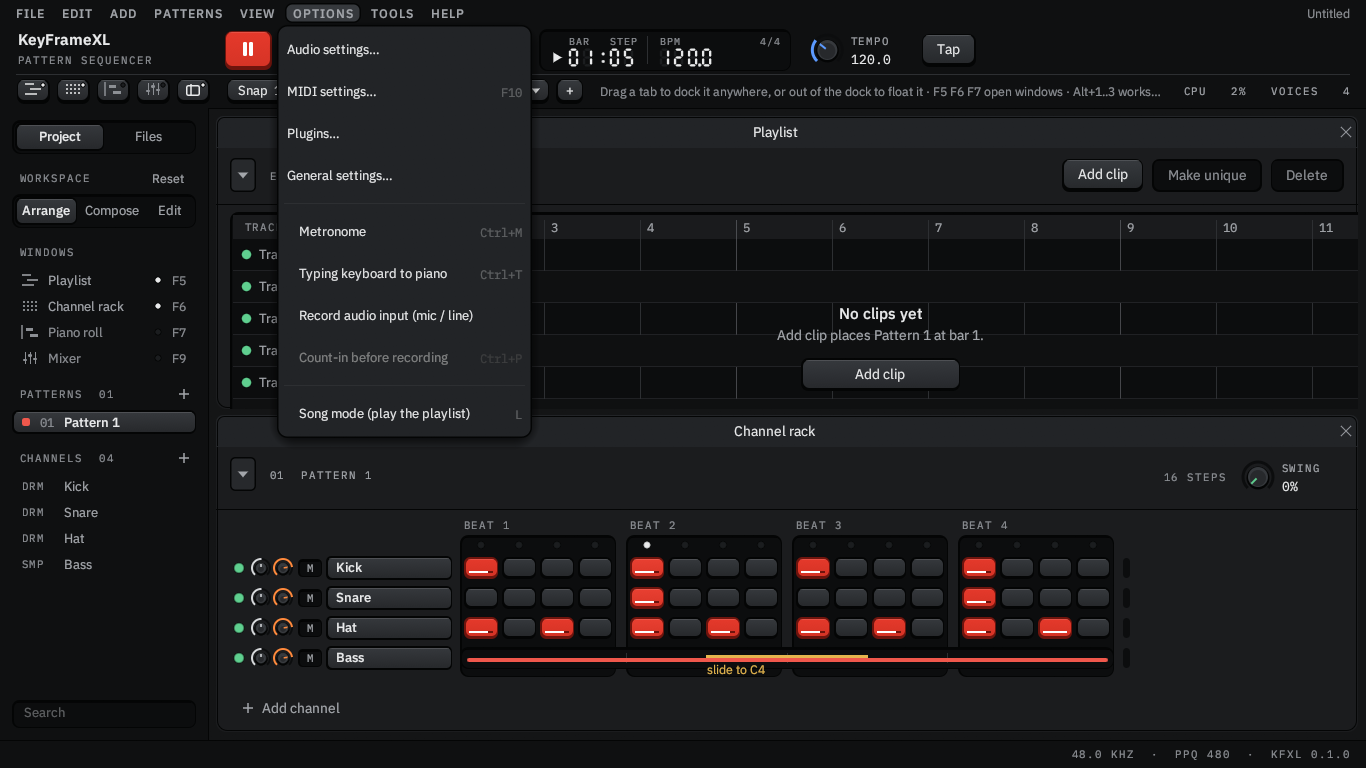 FILE EDIT ADD PATTERNS VIEW OPTIONS TOOLS HELP Untitled
KeyFrameXL
PATTERN SEQUENCER
BAR STEP BPM 4/4
01:05 120.0
TEMPO
120.0
Tap
Snap
+
Drag a tab to dock it anywhere, or out of the dock to float it · F5 F6 F7 open windows · Alt+1..3 works…
CPU 2% VOICES 4
Audio settings…
MIDI settings… F10
Plugins…
General settings…
Metronome Ctrl+M
Typing keyboard to piano Ctrl+T
Record audio input (mic / line)
Count-in before recording Ctrl+P
Song mode (play the playlist) L
Project Files
WORKSPACE Reset
Arrange Compose Edit
WINDOWS
Playlist F5
Channel rack F6
Piano roll F7
Mixer F9
PATTERNS 01 +
01 Pattern 1
CHANNELS 04 +
DRM Kick
DRM Snare
DRM Hat
SMP Bass
Search
Playlist
Add clip Make unique Delete
3 4 5 6 7 8 9 10 11
No clips yet
Add clip places Pattern 1 at bar 1.
Add clip
Channel rack
01 PATTERN 1
16 STEPS
SWING
0%
BEAT 1 BEAT 2 BEAT 3 BEAT 4
M Kick
M Snare
M Hat
M Bass
slide to C4
+ Add channel
48.0 KHZ · PPQ 480 · KFXL 0.1.0